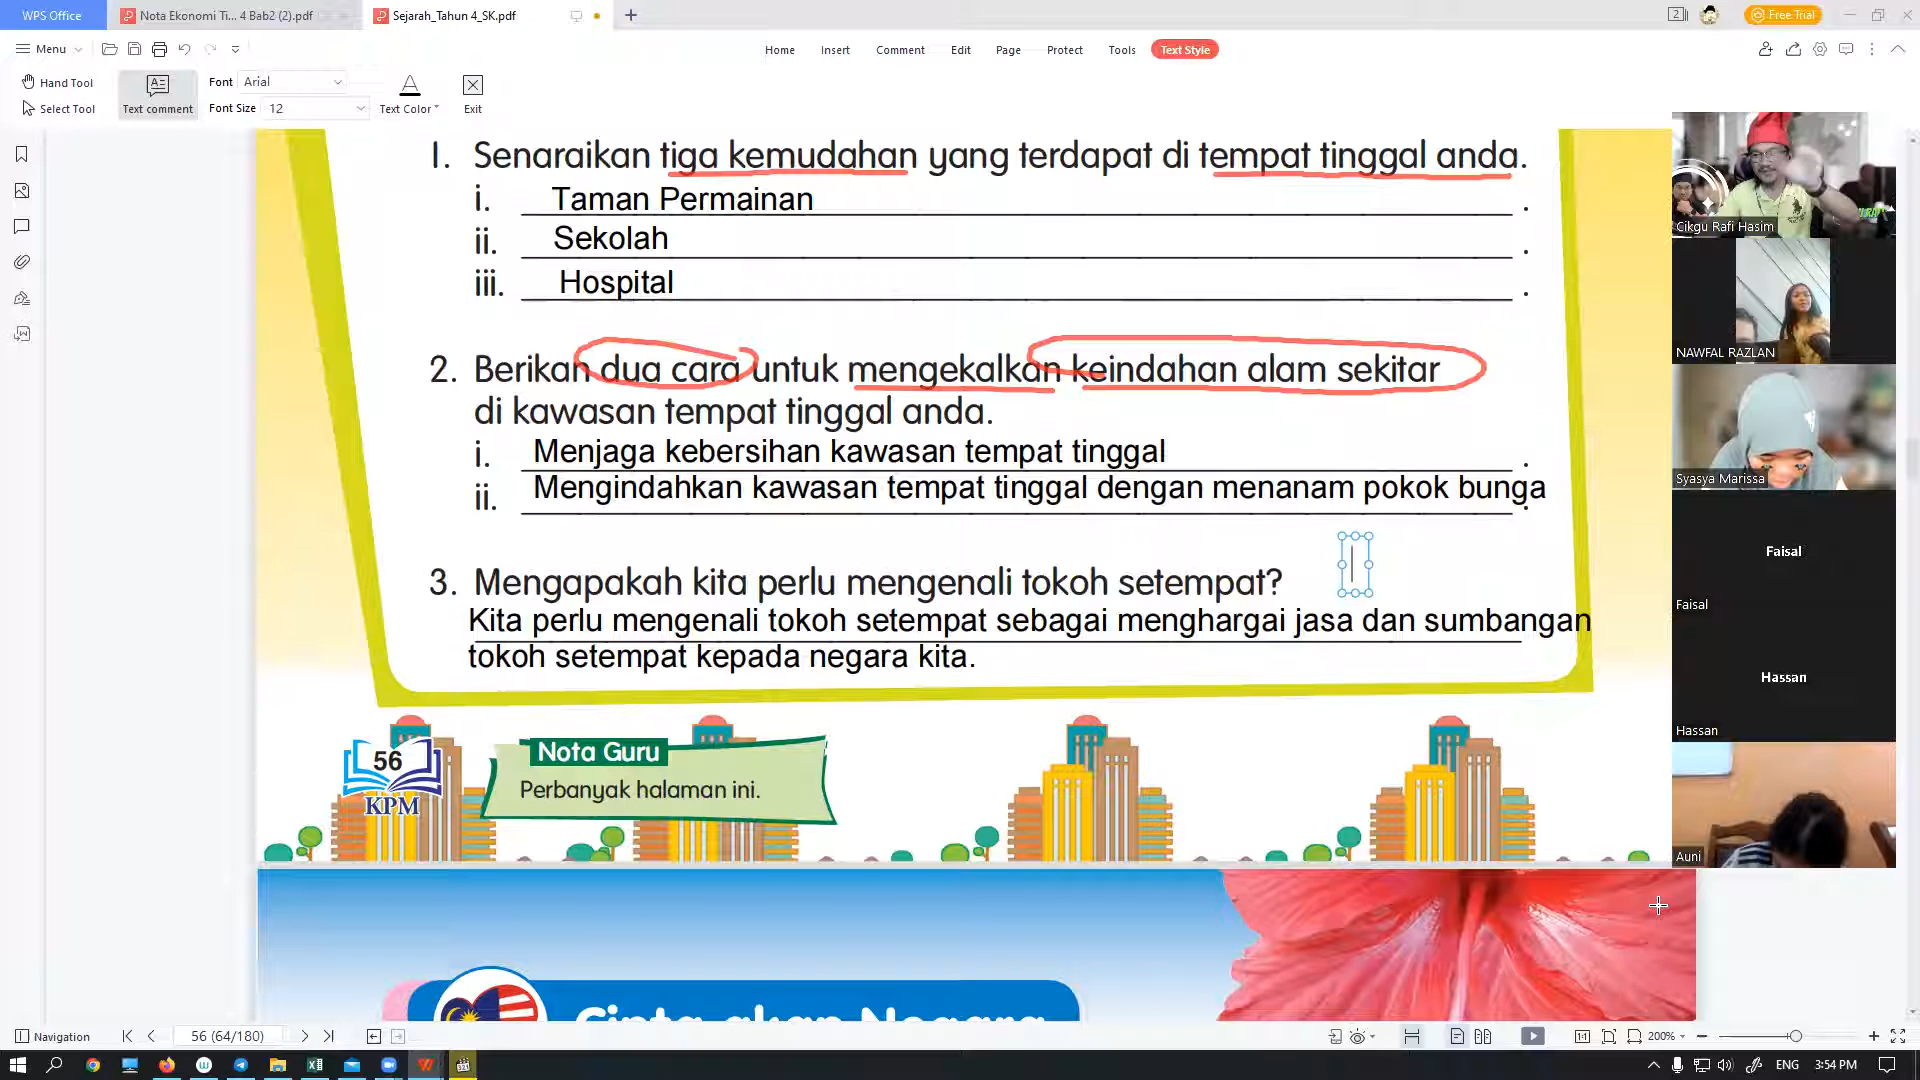 WPS Office
Nota Ekonomi Ti... 4 Bab2 (2).pdf
Sejarah_Tahun 4_SK.pdf
2
Free Trial
Menu
Home
Insert
Comment
Edit
Page
Protect
Tools
Text Style
Hand Tool
Select Tool
Text comment
Font Arial
Font Size 12
Text Color
Exit
1. Senaraikan tiga kemudahan yang terdapat di tempat tinggal anda.
i. Taman Permainan .
ii. Sekolah .
iii. Hospital .
2. Berikan dua cara untuk mengekalkan keindahan alam sekitar
di kawasan tempat tinggal anda.
i. Menjaga kebersihan kawasan tempat tinggal .
ii. Mengindahkan kawasan tempat tinggal dengan menanam pokok bunga .
3. Mengapakah kita perlu mengenali tokoh setempat?
Kita perlu mengenali tokoh setempat sebagai menghargai jasa dan sumbangan
tokoh setempat kepada negara kita.
56
KPM
Nota Guru
Perbanyak halaman ini.
Cinta akan Negara
Cikgu Rafi Hasim
NAWFAL RAZLAN
Syasya Marissa
Faisal
Faisal
Hassan
Hassan
Auni
Navigation
56 (64/180)
200%
ENG
3:54 PM